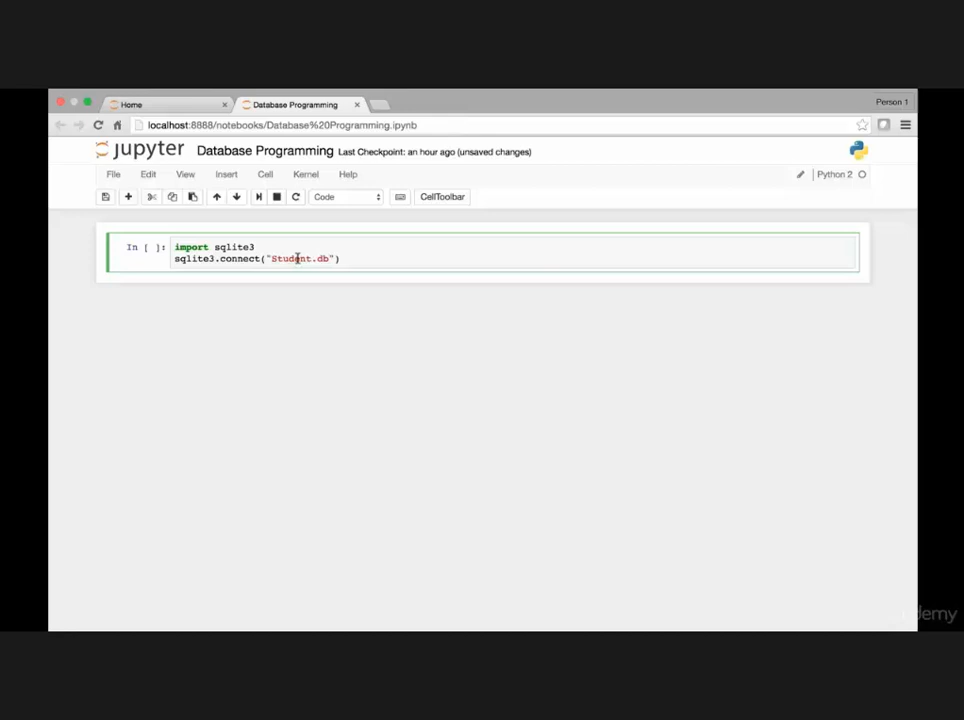 Home
Database Programming
Person 1
localhost:8888/notebooks/Database%20Programming.ipynb
jupyter Database Programming Last Checkpoint: an hour ago (unsaved changes)
File Edit View Insert Cell Kernel Help Python 2
Code CellToolbar
In [ ]: import sqlite3
sqlite3.connect("Student.db")